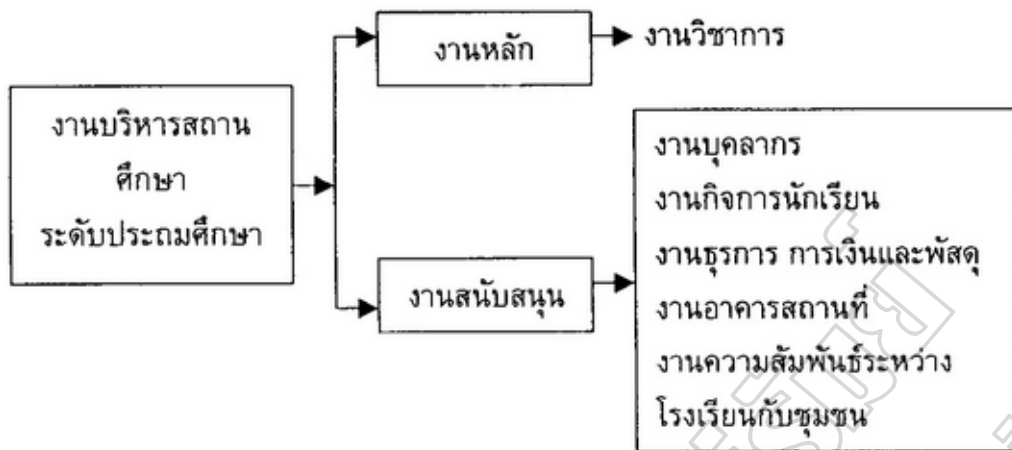 งานหลัก
งานวิชาการ
งานบริหารสถาน
ศึกษา
ระดับประถมศึกษา
งานสนับสนุน
งานบุคลากร
งานกิจการนักเรียน
งานธุรการ การเงินและพัสดุ
งานอาคารสถานที่
งานความสัมพันธ์ระหว่าง
โรงเรียนกับชุมชน